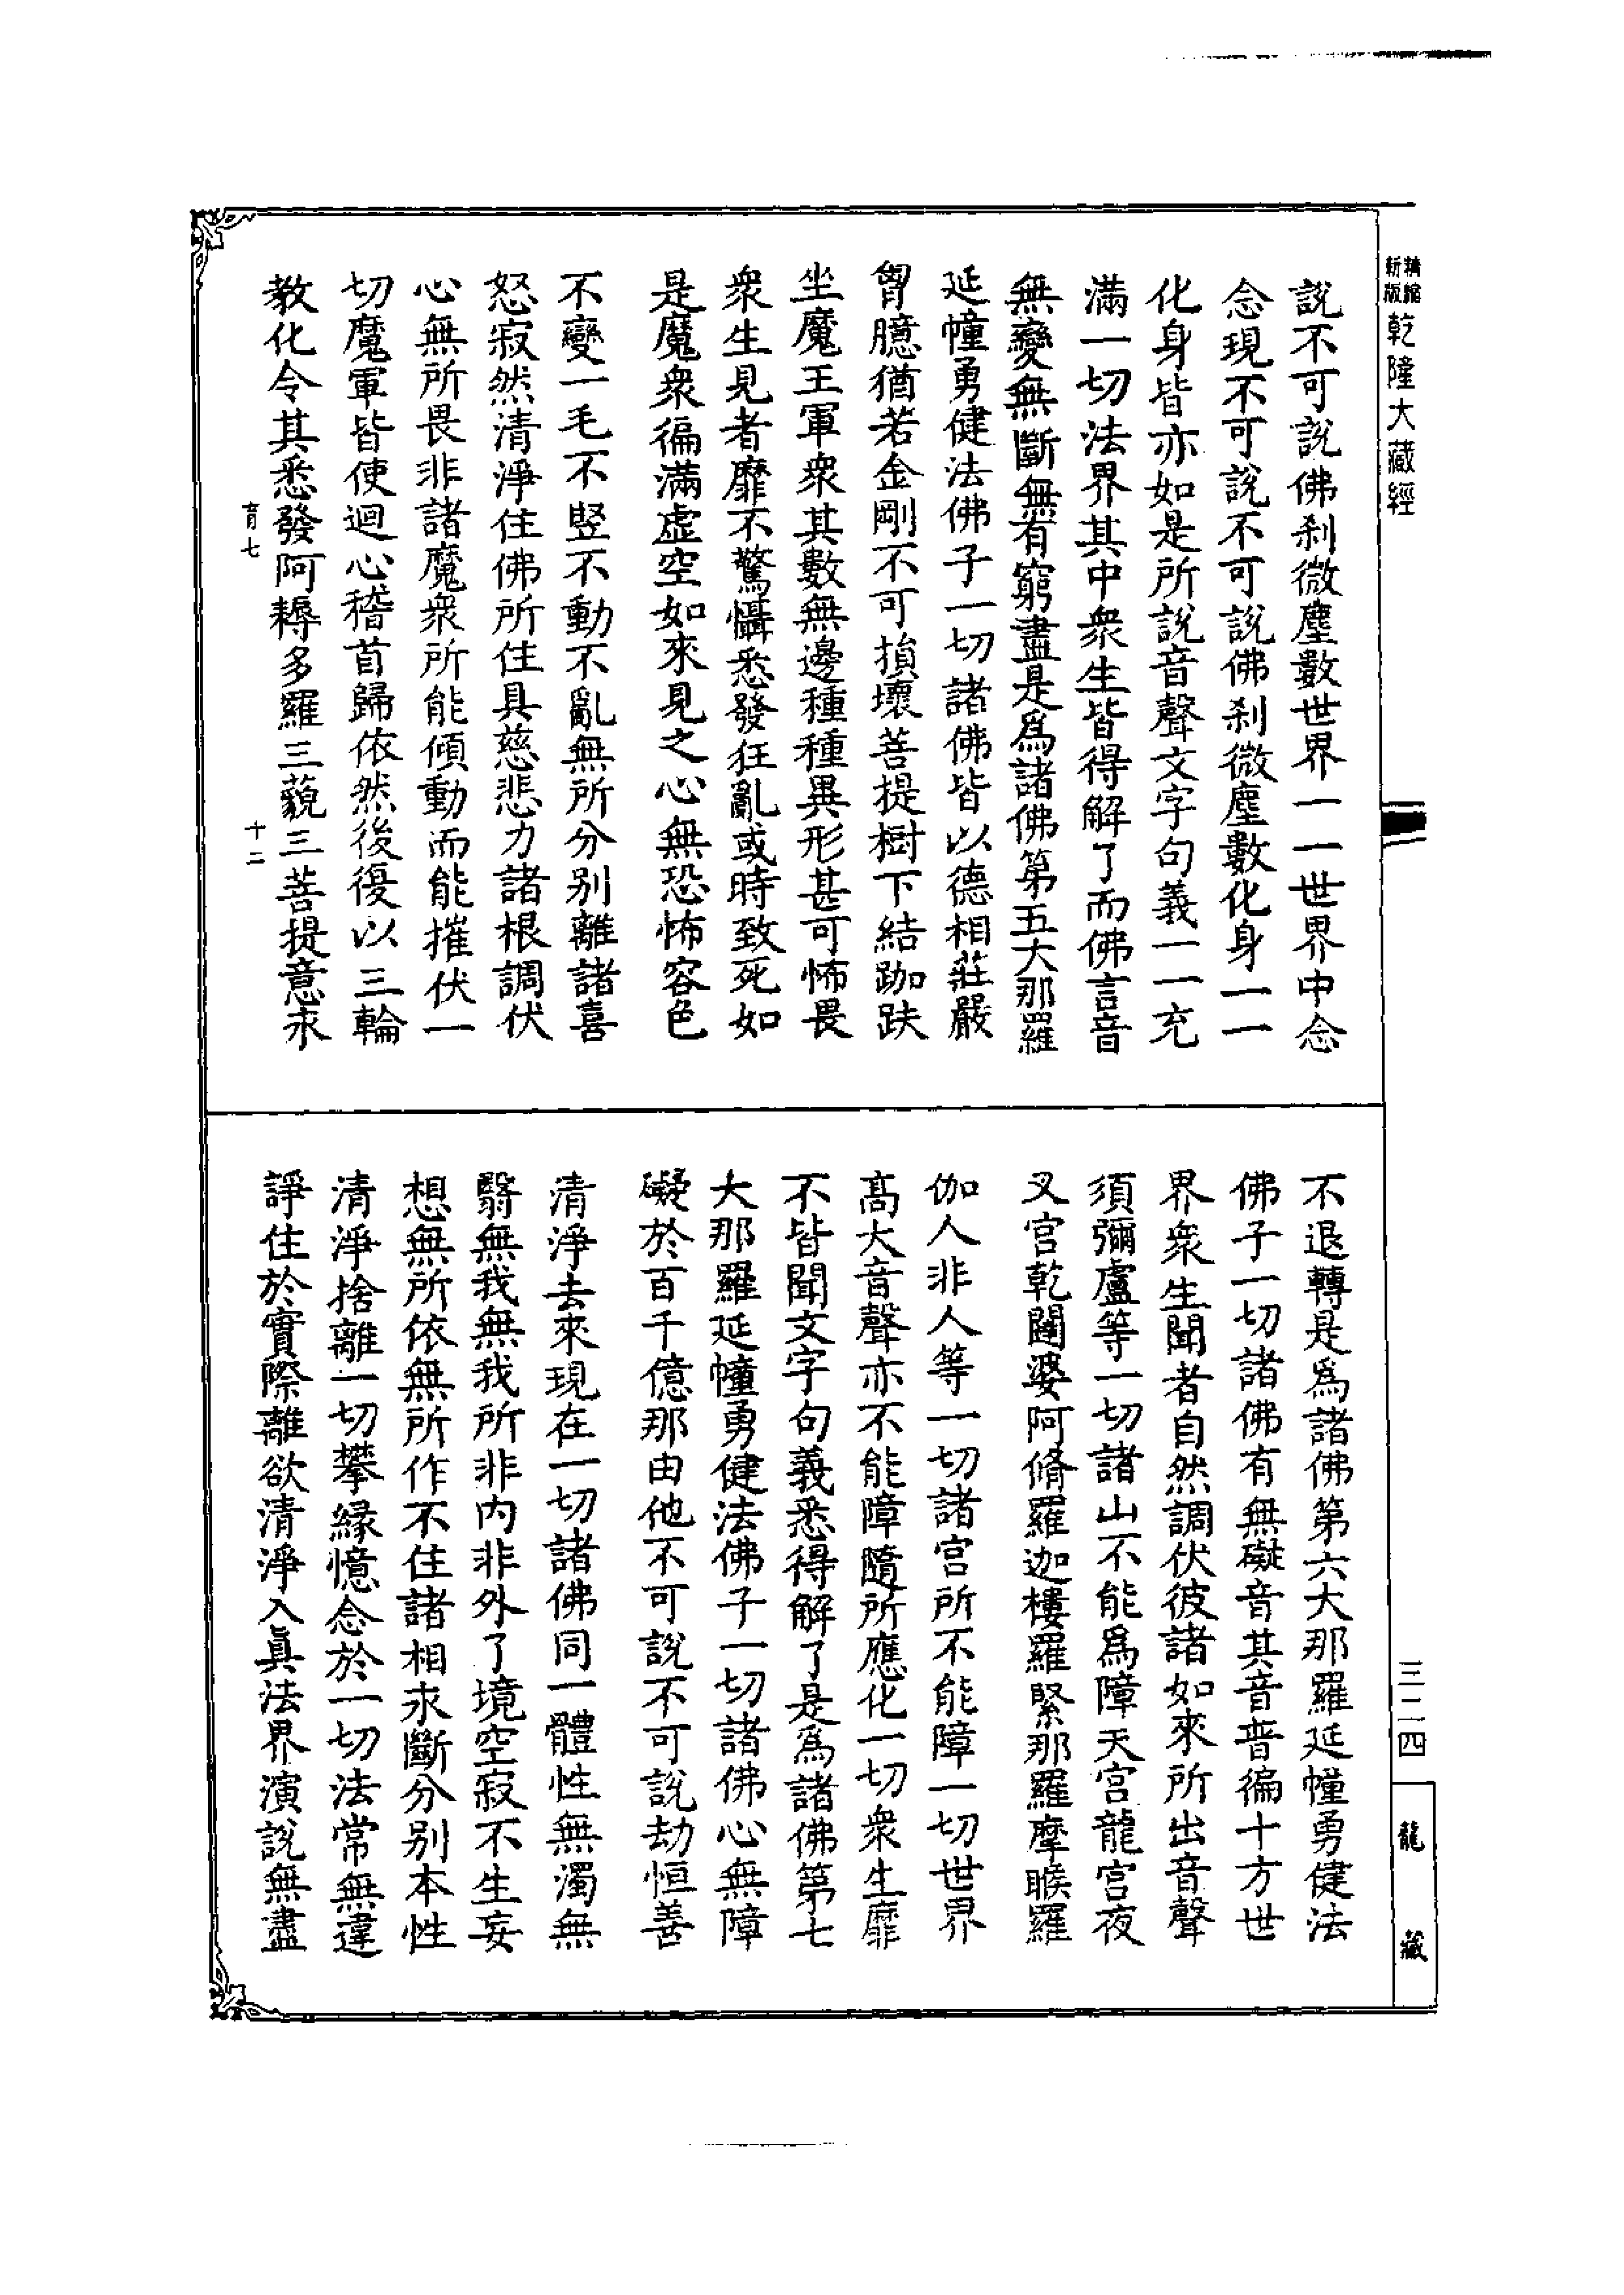 精縮
新版
乾隆大藏經
說不可說佛刹微塵數世界一一世界中念
念現不可說不可說佛刹微塵數化身一一
化身皆亦如是所說音聲文字句義一一充
滿一切法界其中衆生皆得解了而佛言音
無變無斷無有窮盡是爲諸佛第五大那羅
延幢勇健法佛子一切諸佛皆以德相莊嚴
胷臆猶若金剛不可損壞菩提樹下結跏趺
坐魔王軍衆其數無邊種種異形甚可怖畏
衆生見者靡不驚懾悉發狂亂或時致死如
是魔衆徧滿虛空如來見之心無恐怖容色
不變一毛不竪不動不亂無所分別離諸喜
怒寂然清淨住佛所住具慈悲力諸根調伏
心無所畏非諸魔衆所能傾動而能摧伏一
切魔軍皆使迴心稽首歸依然後復以三輪
教化令其悉發阿耨多羅三藐三菩提意永
育七
十二
不退轉是爲諸佛第六大那羅延幢勇健法
佛子一切諸佛有無礙音其音普徧十方世
界衆生聞者自然調伏彼諸如來所出音聲
須彌盧等一切諸山不能爲障天宮龍宮夜
叉宮乾闥婆阿脩羅迦樓羅緊那羅摩睺羅
伽人非人等一切諸宮所不能障一切世界
髙大音聲亦不能障隨所應化一切衆生靡
不皆聞文字句義悉得解了是爲諸佛第七
大那羅延幢勇健法佛子一切諸佛心無障
礙於百千億那由他不可說不可說劫恒善
清淨去來現在一切諸佛同一體性無濁無
翳無我無我所非内非外了境空寂不生妄
想無所依無所作不住諸相永斷分別本性
清淨捨離一切攀緣憶念於一切法常無違
諍住於實際離欲清淨入眞法界演說無盡
三二四
龍藏